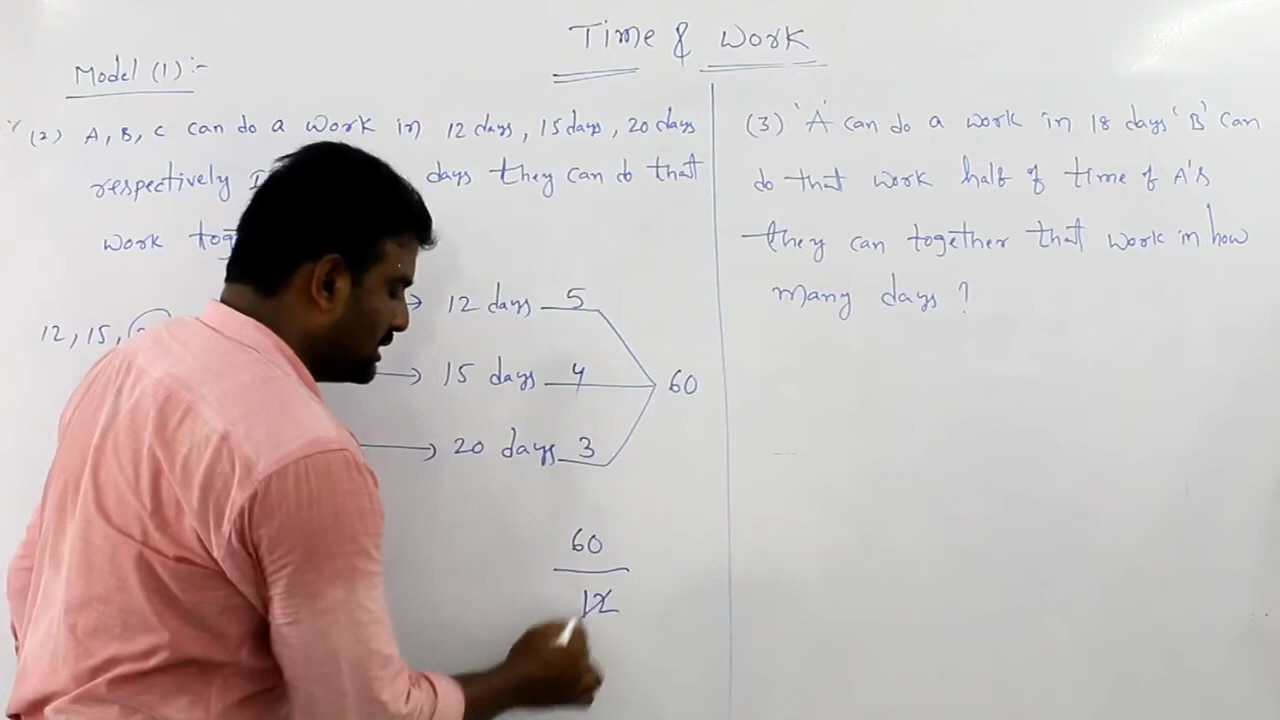 Time & Work
Model (1) :-
(2) A, B, C can do a work in 12 days, 15 days, 20 days
respectively days they can do that
work
12, 15,
12 days 5
15 days 4 60
20 days 3
60
12
(3) 'A' can do a work in 18 days 'B' can
do that work half of time of A's
they can together that work in how
many days ?